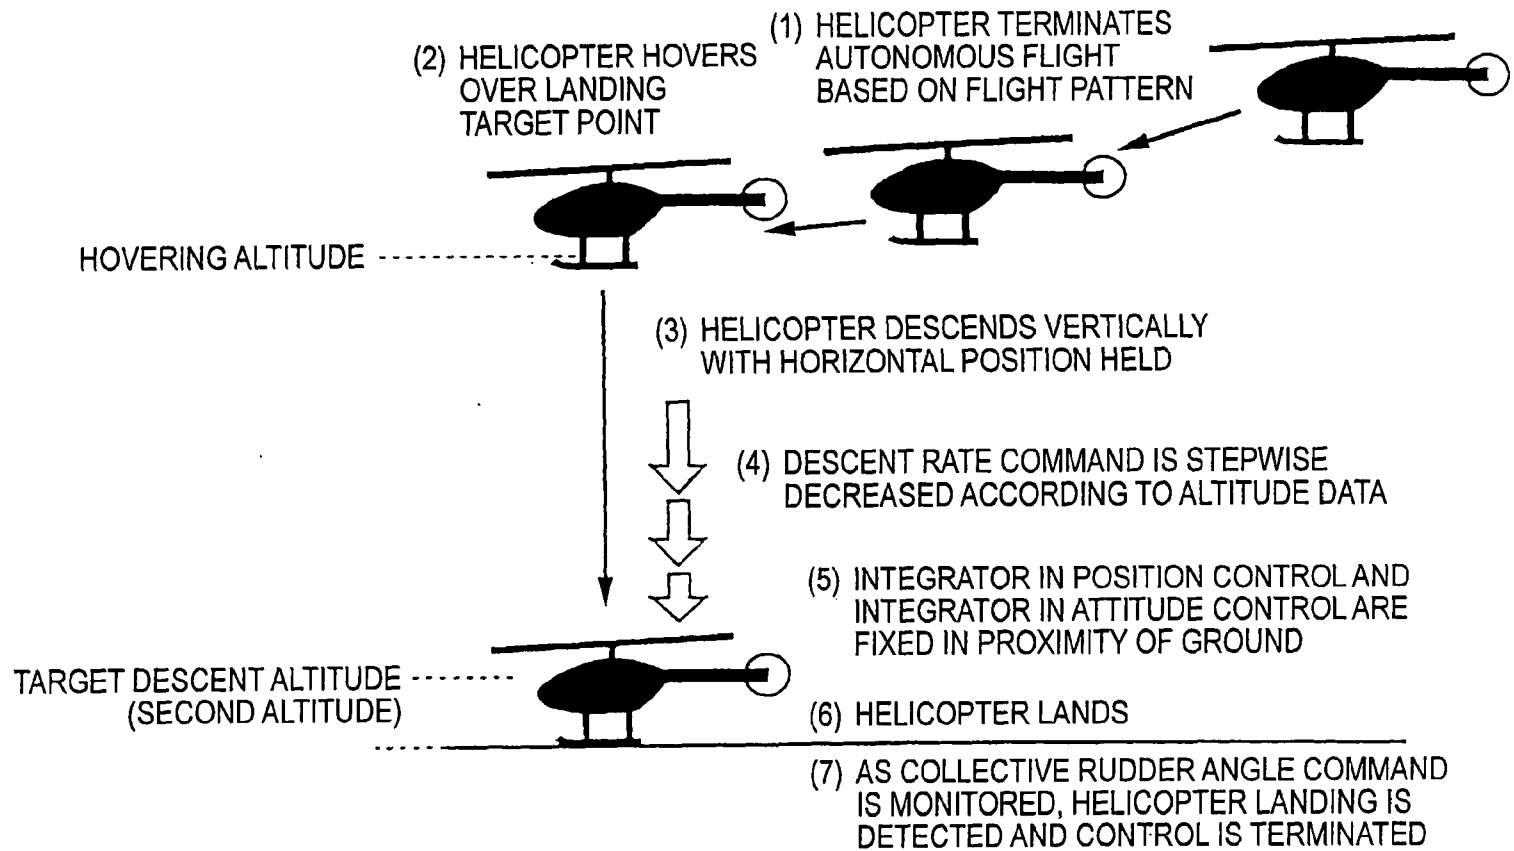 (1) HELICOPTER TERMINATES
AUTONOMOUS FLIGHT
BASED ON FLIGHT PATTERN
(2) HELICOPTER HOVERS
OVER LANDING
TARGET POINT
HOVERING ALTITUDE
(3) HELICOPTER DESCENDS VERTICALLY
WITH HORIZONTAL POSITION HELD
(4) DESCENT RATE COMMAND IS STEPWISE
DECREASED ACCORDING TO ALTITUDE DATA
(5) INTEGRATOR IN POSITION CONTROL AND
INTEGRATOR IN ATTITUDE CONTROL ARE
FIXED IN PROXIMITY OF GROUND
TARGET DESCENT ALTITUDE
(SECOND ALTITUDE)
(6) HELICOPTER LANDS
(7) AS COLLECTIVE RUDDER ANGLE COMMAND
IS MONITORED, HELICOPTER LANDING IS
DETECTED AND CONTROL IS TERMINATED